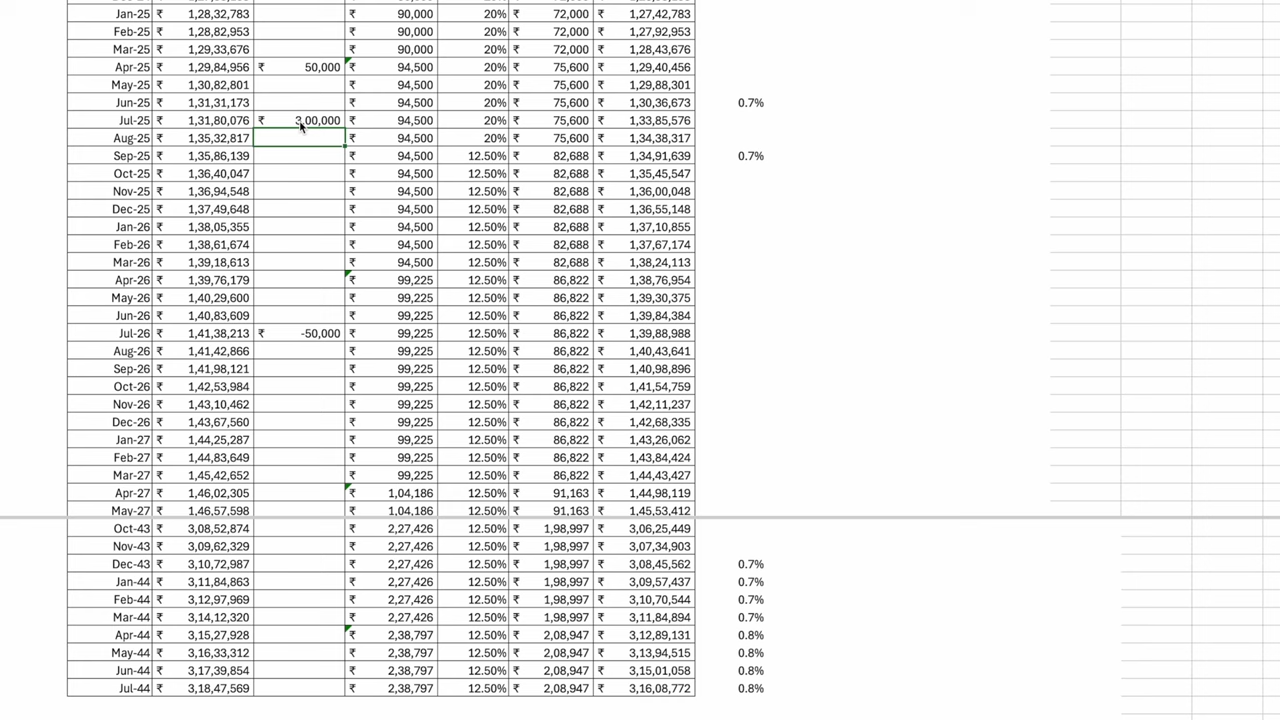 Jan-25 ₹ 1,28,32,783 ₹ 90,000 20% ₹ 72,000 ₹ 1,27,42,783
Feb-25 ₹ 1,28,82,953 ₹ 90,000 20% ₹ 72,000 ₹ 1,27,92,953
Mar-25 ₹ 1,29,33,676 ₹ 90,000 20% ₹ 72,000 ₹ 1,28,43,676
Apr-25 ₹ 1,29,84,956 ₹ 50,000 ₹ 94,500 20% ₹ 75,600 ₹ 1,29,40,456
May-25 ₹ 1,30,82,801 ₹ 94,500 20% ₹ 75,600 ₹ 1,29,88,301
Jun-25 ₹ 1,31,31,173 ₹ 94,500 20% ₹ 75,600 ₹ 1,30,36,673 0.7%
Jul-25 ₹ 1,31,80,076 ₹ 3,00,000 ₹ 94,500 20% ₹ 75,600 ₹ 1,33,85,576
Aug-25 ₹ 1,35,32,817 ₹ 94,500 20% ₹ 75,600 ₹ 1,34,38,317
Sep-25 ₹ 1,35,86,139 ₹ 94,500 12.50% ₹ 82,688 ₹ 1,34,91,639 0.7%
Oct-25 ₹ 1,36,40,047 ₹ 94,500 12.50% ₹ 82,688 ₹ 1,35,45,547
Nov-25 ₹ 1,36,94,548 ₹ 94,500 12.50% ₹ 82,688 ₹ 1,36,00,048
Dec-25 ₹ 1,37,49,648 ₹ 94,500 12.50% ₹ 82,688 ₹ 1,36,55,148
Jan-26 ₹ 1,38,05,355 ₹ 94,500 12.50% ₹ 82,688 ₹ 1,37,10,855
Feb-26 ₹ 1,38,61,674 ₹ 94,500 12.50% ₹ 82,688 ₹ 1,37,67,174
Mar-26 ₹ 1,39,18,613 ₹ 94,500 12.50% ₹ 82,688 ₹ 1,38,24,113
Apr-26 ₹ 1,39,76,179 ₹ 99,225 12.50% ₹ 86,822 ₹ 1,38,76,954
May-26 ₹ 1,40,29,600 ₹ 99,225 12.50% ₹ 86,822 ₹ 1,39,30,375
Jun-26 ₹ 1,40,83,609 ₹ 99,225 12.50% ₹ 86,822 ₹ 1,39,84,384
Jul-26 ₹ 1,41,38,213 ₹ -50,000 ₹ 99,225 12.50% ₹ 86,822 ₹ 1,39,88,988
Aug-26 ₹ 1,41,42,866 ₹ 99,225 12.50% ₹ 86,822 ₹ 1,40,43,641
Sep-26 ₹ 1,41,98,121 ₹ 99,225 12.50% ₹ 86,822 ₹ 1,40,98,896
Oct-26 ₹ 1,42,53,984 ₹ 99,225 12.50% ₹ 86,822 ₹ 1,41,54,759
Nov-26 ₹ 1,43,10,462 ₹ 99,225 12.50% ₹ 86,822 ₹ 1,42,11,237
Dec-26 ₹ 1,43,67,560 ₹ 99,225 12.50% ₹ 86,822 ₹ 1,42,68,335
Jan-27 ₹ 1,44,25,287 ₹ 99,225 12.50% ₹ 86,822 ₹ 1,43,26,062
Feb-27 ₹ 1,44,83,649 ₹ 99,225 12.50% ₹ 86,822 ₹ 1,43,84,424
Mar-27 ₹ 1,45,42,652 ₹ 99,225 12.50% ₹ 86,822 ₹ 1,44,43,427
Apr-27 ₹ 1,46,02,305 ₹ 1,04,186 12.50% ₹ 91,163 ₹ 1,44,98,119
May-27 ₹ 1,46,57,598 ₹ 1,04,186 12.50% ₹ 91,163 ₹ 1,45,53,412
Oct-43 ₹ 3,08,52,874 ₹ 2,27,426 12.50% ₹ 1,98,997 ₹ 3,06,25,449
Nov-43 ₹ 3,09,62,329 ₹ 2,27,426 12.50% ₹ 1,98,997 ₹ 3,07,34,903
Dec-43 ₹ 3,10,72,987 ₹ 2,27,426 12.50% ₹ 1,98,997 ₹ 3,08,45,562 0.7%
Jan-44 ₹ 3,11,84,863 ₹ 2,27,426 12.50% ₹ 1,98,997 ₹ 3,09,57,437 0.7%
Feb-44 ₹ 3,12,97,969 ₹ 2,27,426 12.50% ₹ 1,98,997 ₹ 3,10,70,544 0.7%
Mar-44 ₹ 3,14,12,320 ₹ 2,27,426 12.50% ₹ 1,98,997 ₹ 3,11,84,894 0.7%
Apr-44 ₹ 3,15,27,928 ₹ 2,38,797 12.50% ₹ 2,08,947 ₹ 3,12,89,131 0.8%
May-44 ₹ 3,16,33,312 ₹ 2,38,797 12.50% ₹ 2,08,947 ₹ 3,13,94,515 0.8%
Jun-44 ₹ 3,17,39,854 ₹ 2,38,797 12.50% ₹ 2,08,947 ₹ 3,15,01,058 0.8%
Jul-44 ₹ 3,18,47,569 ₹ 2,38,797 12.50% ₹ 2,08,947 ₹ 3,16,08,772 0.8%